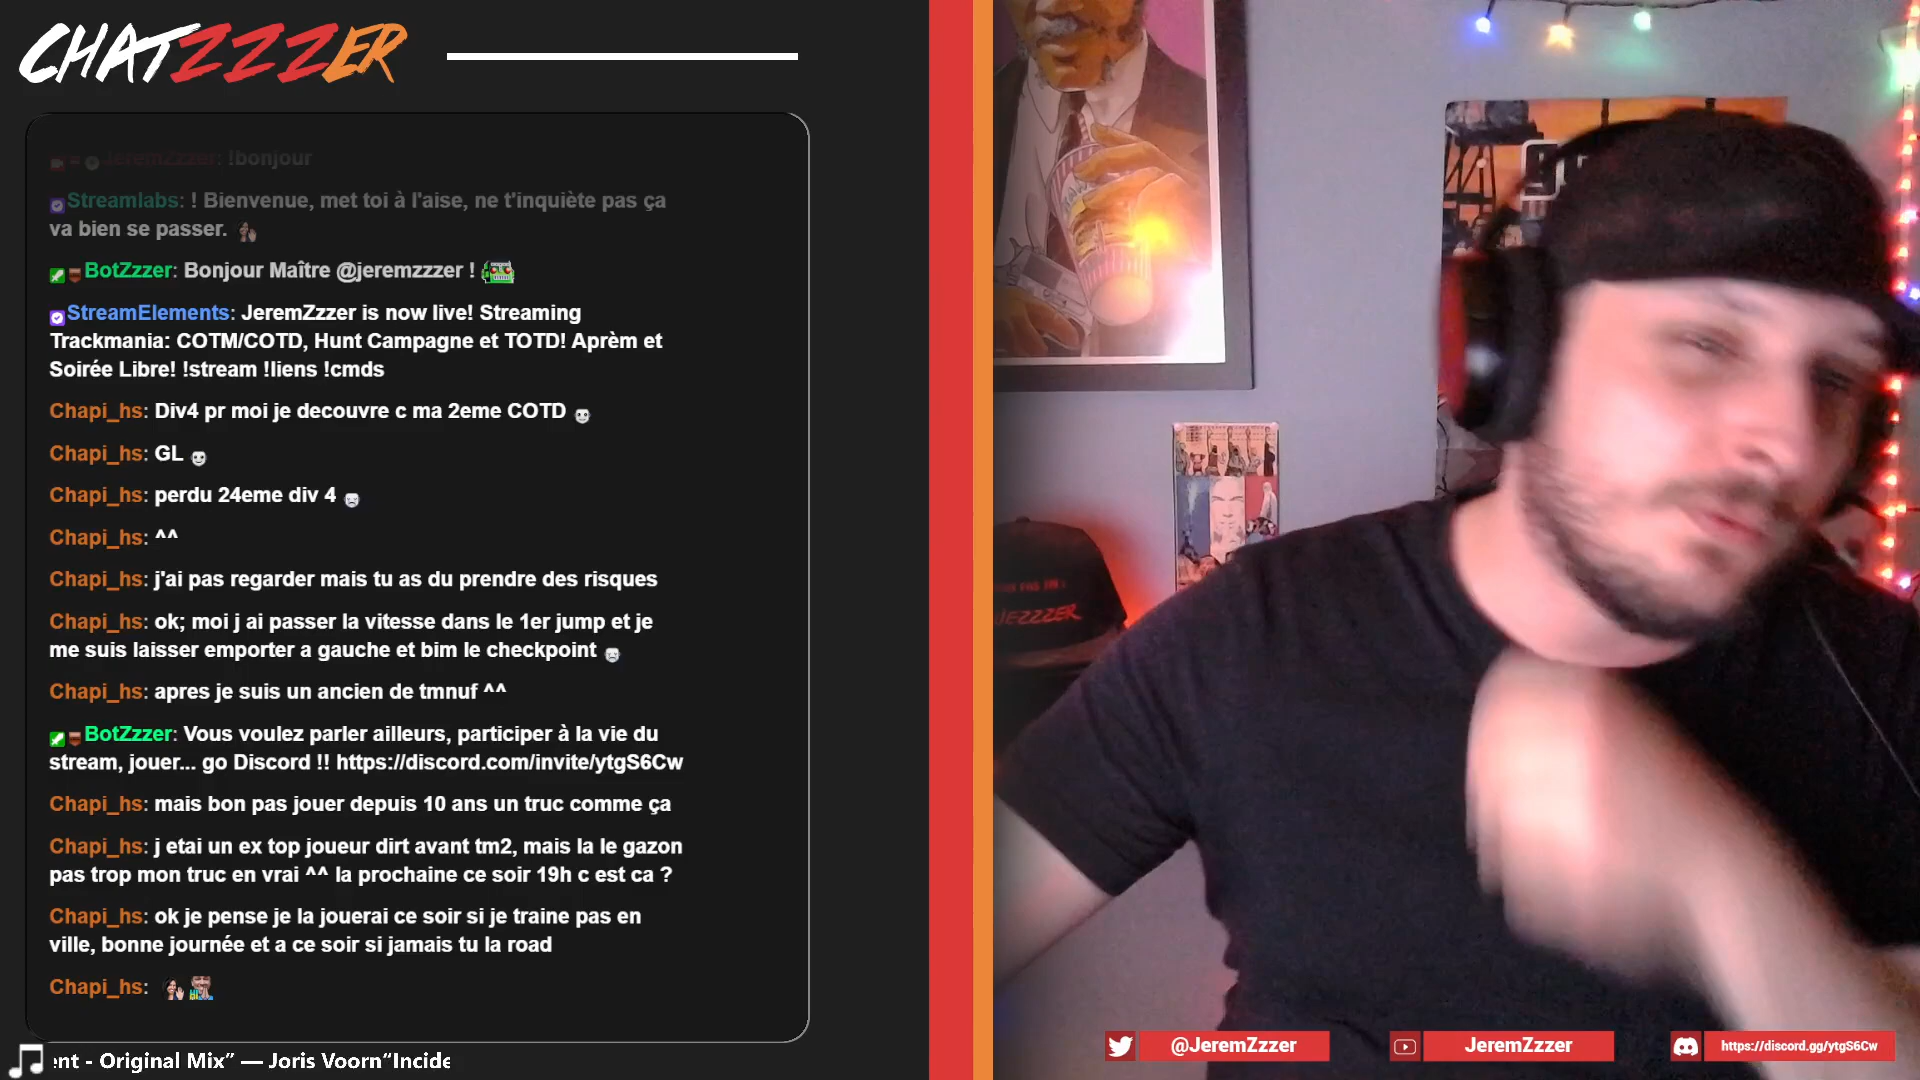 CHATZZZER
JeremZzzer: !bonjour
Streamlabs: ! Bienvenue, met toi à l'aise, ne t'inquiète pas ça
va bien se passer.
BotZzzer: Bonjour Maître @jeremzzzer !
StreamElements: JeremZzzer is now live! Streaming
Trackmania: COTM/COTD, Hunt Campagne et TOTD! Aprèm et
Soirée Libre! !stream !liens !cmds
Chapi_hs: Div4 pr moi je decouvre c ma 2eme COTD
Chapi_hs: GL
Chapi_hs: perdu 24eme div 4
Chapi_hs: ^^
Chapi_hs: j'ai pas regarder mais tu as du prendre des risques
Chapi_hs: ok; moi j ai passer la vitesse dans le 1er jump et je
me suis laisser emporter a gauche et bim le checkpoint
Chapi_hs: apres je suis un ancien de tmnuf ^^
BotZzzer: Vous voulez parler ailleurs, participer à la vie du
stream, jouer... go Discord !! https://discord.com/invite/ytgS6Cw
Chapi_hs: mais bon pas jouer depuis 10 ans un truc comme ça
Chapi_hs: j etai un ex top joueur dirt avant tm2, mais la le gazon
pas trop mon truc en vrai ^^ la prochaine ce soir 19h c est ca ?
Chapi_hs: ok je pense je la jouerai ce soir si je traine pas en
ville, bonne journée et a ce soir si jamais tu la road
Chapi_hs:
ent - Original Mix” — Joris Voorn“Incide
@JeremZzzer
JeremZzzer
https://discord.gg/ytgS6Cw